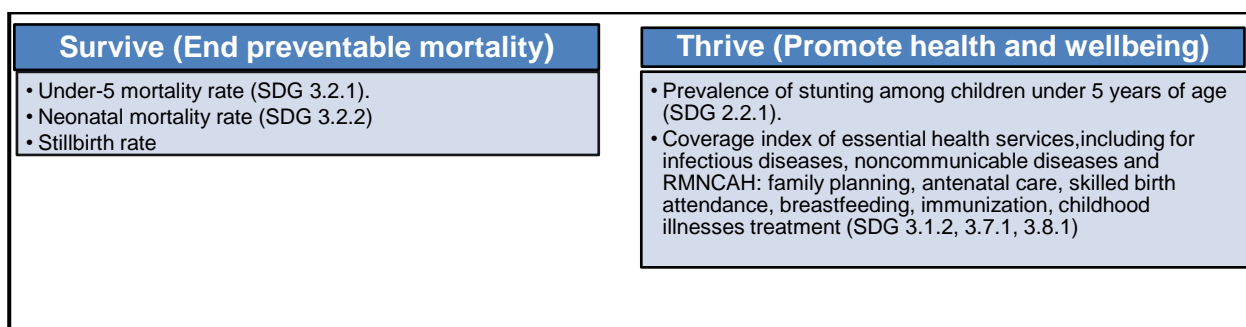 Survive (End preventable mortality)
• Under-5 mortality rate (SDG 3.2.1).
• Neonatal mortality rate (SDG 3.2.2)
• Stillbirth rate
Thrive (Promote health and wellbeing)
• Prevalence of stunting among children under 5 years of age
(SDG 2.2.1).
• Coverage index of essential health services,including for
infectious diseases, noncommunicable diseases and
RMNCAH: family planning, antenatal care, skilled birth
attendance, breastfeeding, immunization, childhood
illnesses treatment (SDG 3.1.2, 3.7.1, 3.8.1)